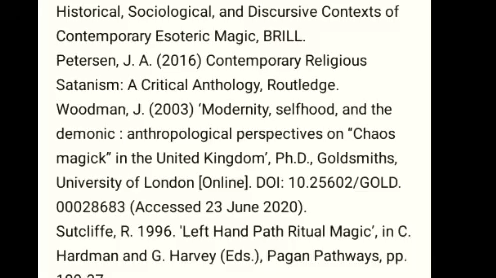 Historical, Sociological, and Discursive Contexts of
Contemporary Esoteric Magic, BRILL.
Petersen, J. A. (2016) Contemporary Religious
Satanism: A Critical Anthology, Routledge.
Woodman, J. (2003) ‘Modernity, selfhood, and the
demonic : anthropological perspectives on “Chaos
magick” in the United Kingdom’, Ph.D., Goldsmiths,
University of London [Online]. DOI: 10.25602/GOLD.
00028683 (Accessed 23 June 2020).
Sutcliffe, R. 1996. 'Left Hand Path Ritual Magic’, in C.
Hardman and G. Harvey (Eds.), Pagan Pathways, pp.